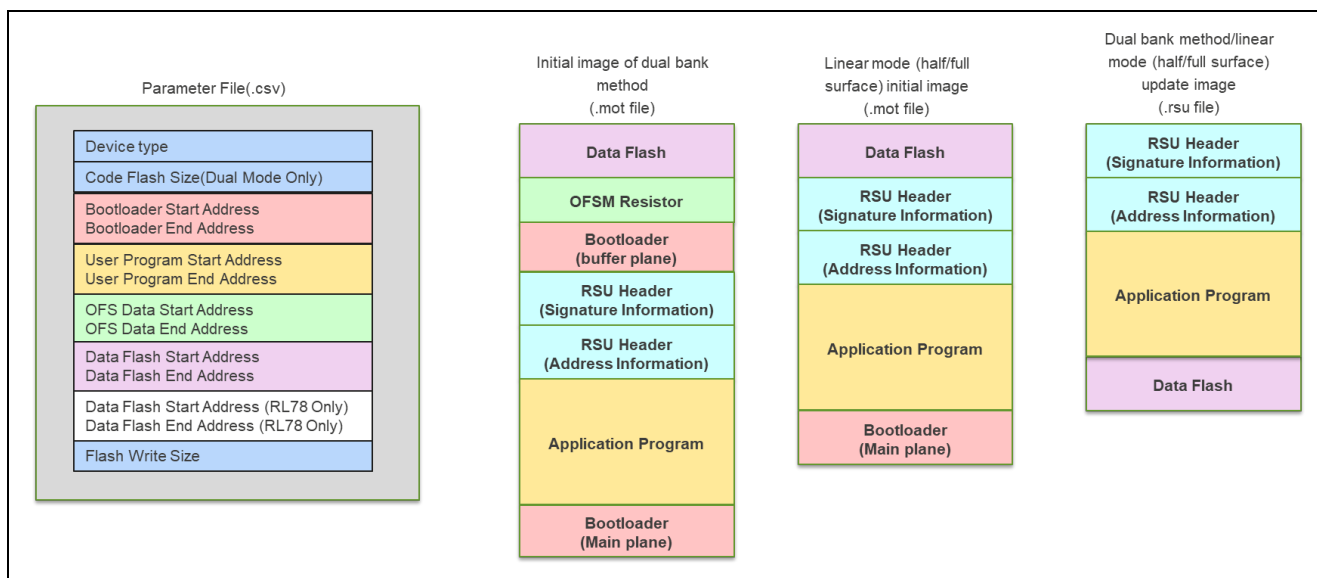 Parameter File(.csv)
Device type
Code Flash Size(Dual Mode Only)
Bootloader Start Address
Bootloader End Address
User Program Start Address
User Program End Address
OFS Data Start Address
OFS Data End Address
Data Flash Start Address
Data Flash End Address
Data Flash Start Address (RL78 Only)
Data Flash End Address (RL78 Only)
Flash Write Size
Initial image of dual bank
method
(.mot file)
Data Flash
OFSM Resistor
Bootloader
(buffer plane)
RSU Header
(Signature Information)
RSU Header
(Address Information)
Application Program
Bootloader
(Main plane)
Linear mode (half/full
surface) initial image
(.mot file)
Data Flash
RSU Header
(Signature Information)
RSU Header
(Address Information)
Application Program
Bootloader
(Main plane)
Dual bank method/linear
mode (half/full surface)
update image
(.rsu file)
RSU Header
(Signature Information)
RSU Header
(Address Information)
Application Program
Data Flash